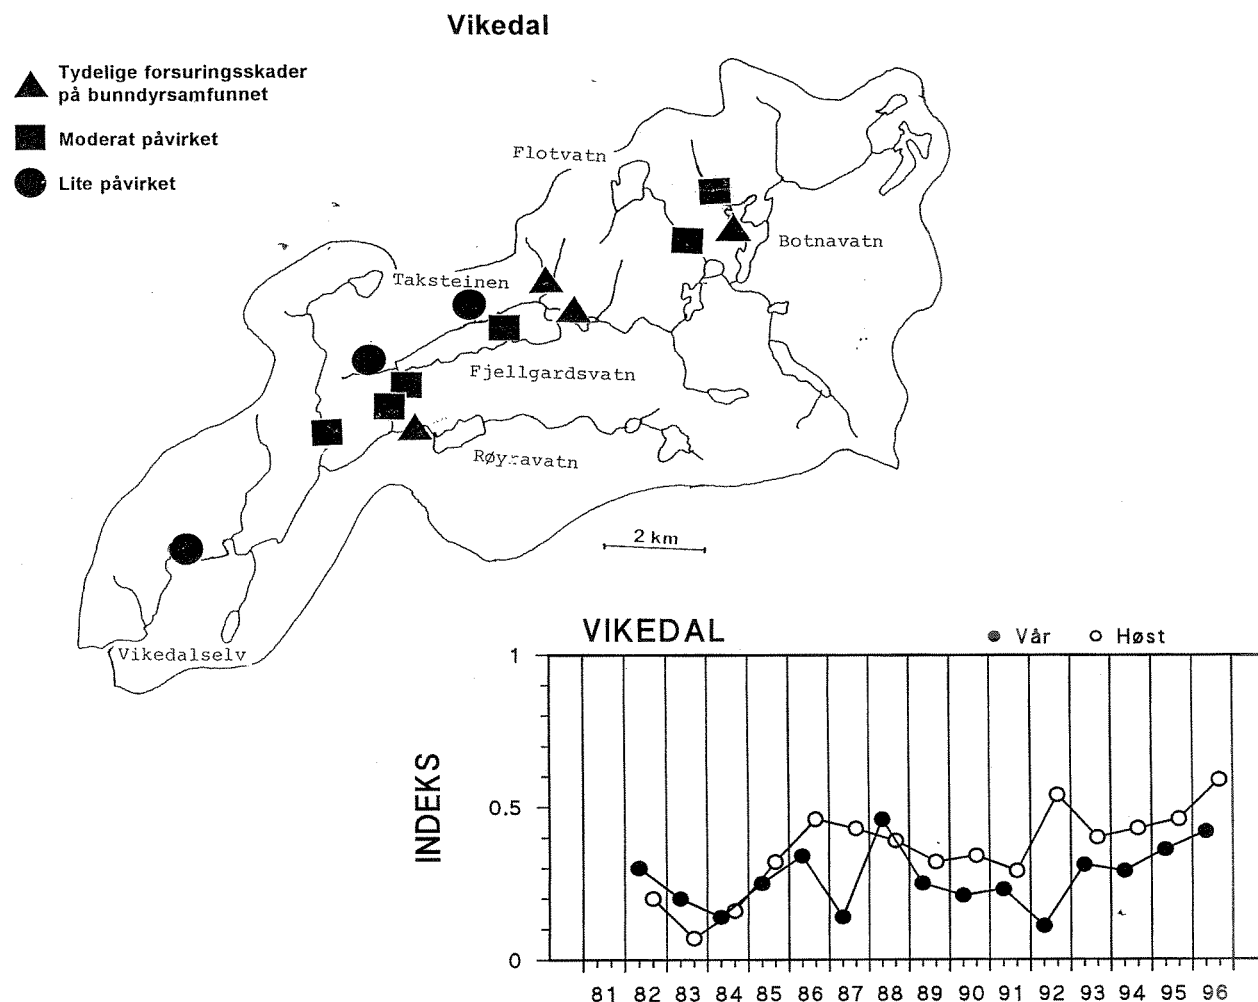 Vikedal
Tydelige forsuringsskader
på bunndyrsamfunnet
Moderat påvirket
Lite påvirket
Flotvatn
Botnavatn
Taksteinen
Fjellgardsvatn
Røyravatn
2 km
Vikedalselv
VIKEDAL
Vår
Høst
INDEKS
1
0.5
0
81 82 83 84 85 86 87 88 89 90 91 92 93 94 95 96